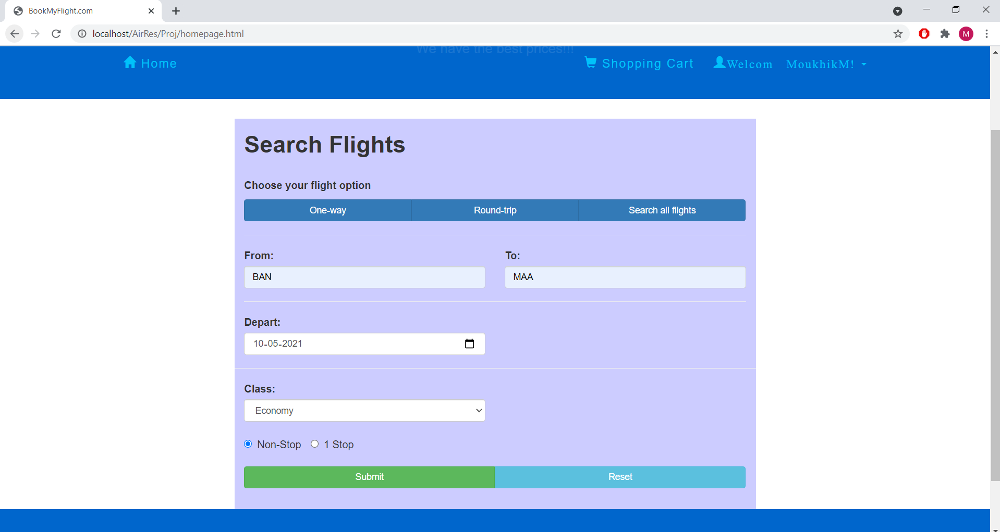 BookMyFlight.com
localhost/AirRes/Proj/homepage.html
M
We have the best prices!!!
Home
Shopping Cart
Welcom MoukhikM!
Search Flights
Choose your flight option
One-way
Round-trip
Search all flights
From:
To:
BAN
MAA
Depart:
10-05-2021
Class:
Economy
Non-Stop
1 Stop
Submit
Reset